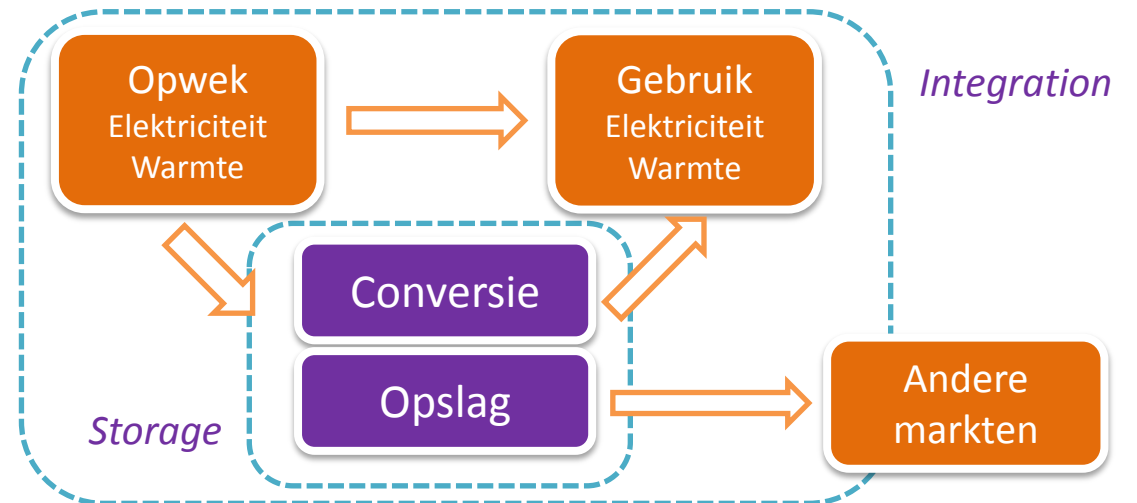 Opwek
Elektriciteit
Warmte
Gebruik
Elektriciteit
Warmte
Integration
Conversie
Opslag
Storage
Andere
markten